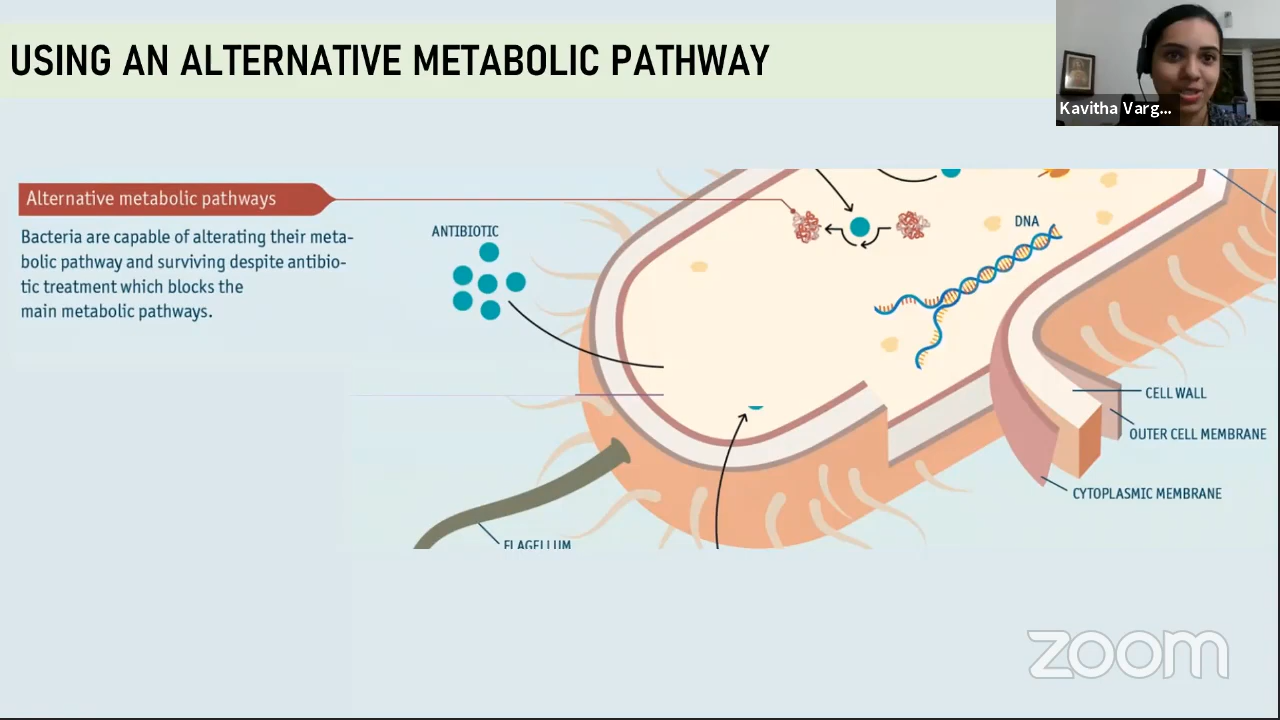 USING AN ALTERNATIVE METABOLIC PATHWAY
Kavitha Varg...
Alternative metabolic pathways
Bacteria are capable of alterating their meta-
bolic pathway and surviving despite antibio-
tic treatment which blocks the
main metabolic pathways.
ANTIBIOTIC
DNA
CELL WALL
OUTER CELL MEMBRANE
CYTOPLASMIC MEMBRANE
FLAGELLUM
zoom